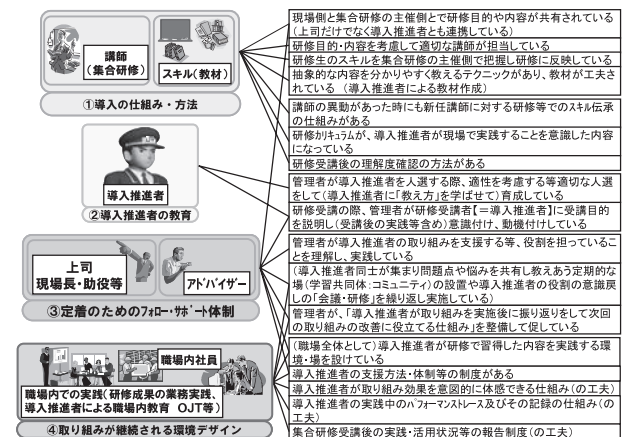 講師
(集合研修)
スキル(教材)
①導入の仕組み・方法
導入推進者
②導入推進者の教育
上司
現場長・助役等
アドバイザー
③定着のためのフォロー・サポート体制
職場内社員
職場内での実践(研修成果の業務実践、
導入推進者による職場内教育 OJT等)
④取り組みが継続される環境デザイン
現場側と集合研修の主催側とで研修目的や内容が共有されている
(上司だけでなく導入推進者とも連携している)
研修目的・内容を考慮して適切な講師が担当している
研修生のスキルを集合研修の主催側で把握し研修に反映している
抽象的な内容を分かりやすく教えるテクニックがあり、教材が工夫さ
れている (導入推進者による教材作成)
講師の異動があった時にも新任講師に対する研修等でのスキル伝承
の仕組みがある
研修カリキュラムが、導入推進者が現場で実践することを意識した内容
になっている
研修受講後の理解度確認の方法がある
管理者が導入推進者を人選する際、適性を考慮する等適切な人選
をして(導入推進者に「教え方」を学ばせて)育成している
研修受講の際、管理者が研修受講者【=導入推進者】に受講目的
を説明し(受講後の実践等含め)意識付け、動機付けしている
管理者が導入推進者の取り組みを支援する等、役割を担っているこ
とを理解し、実践している
(導入推進者同士が集まり問題点や悩みを共有し教えあう定期的な
場(学習共同体:コミュニティ)の設置や導入推進者の役割の意識戻
しの「会議・研修」を繰り返し実施している)
管理者が、「導入推進者が取り組みを実施後に振り返りをして次回
の取り組みの改善に役立てる仕組み」を整備して促している
(職場全体として)導入推進者が研修で習得した内容を実践する環
境・場を設けている
導入推進者の支援方法・体制等の制度がある
導入推進者が取り組み効果を意図的に体感できる仕組み(の工夫)
導入推進者の実践中のパフォーマンストレース及びその記録の仕組み(の
工夫)
集合研修受講後の実践・活用状況等の報告制度(の工夫)